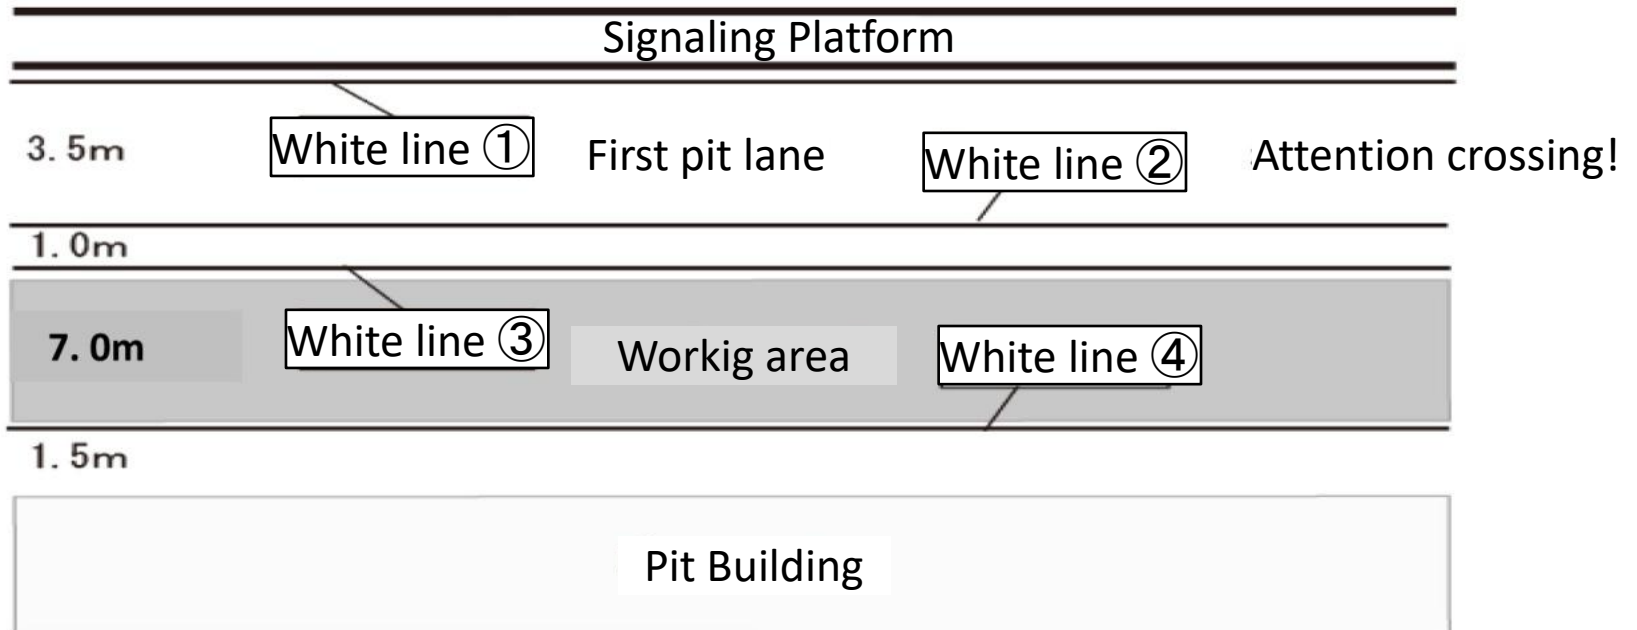 Signaling Platform
3. 5m
White line ①
First pit lane
White line ②
Attention crossing!
1. 0m
7. 0m
White line ③
Workig area
White line ④
1. 5m
Pit Building